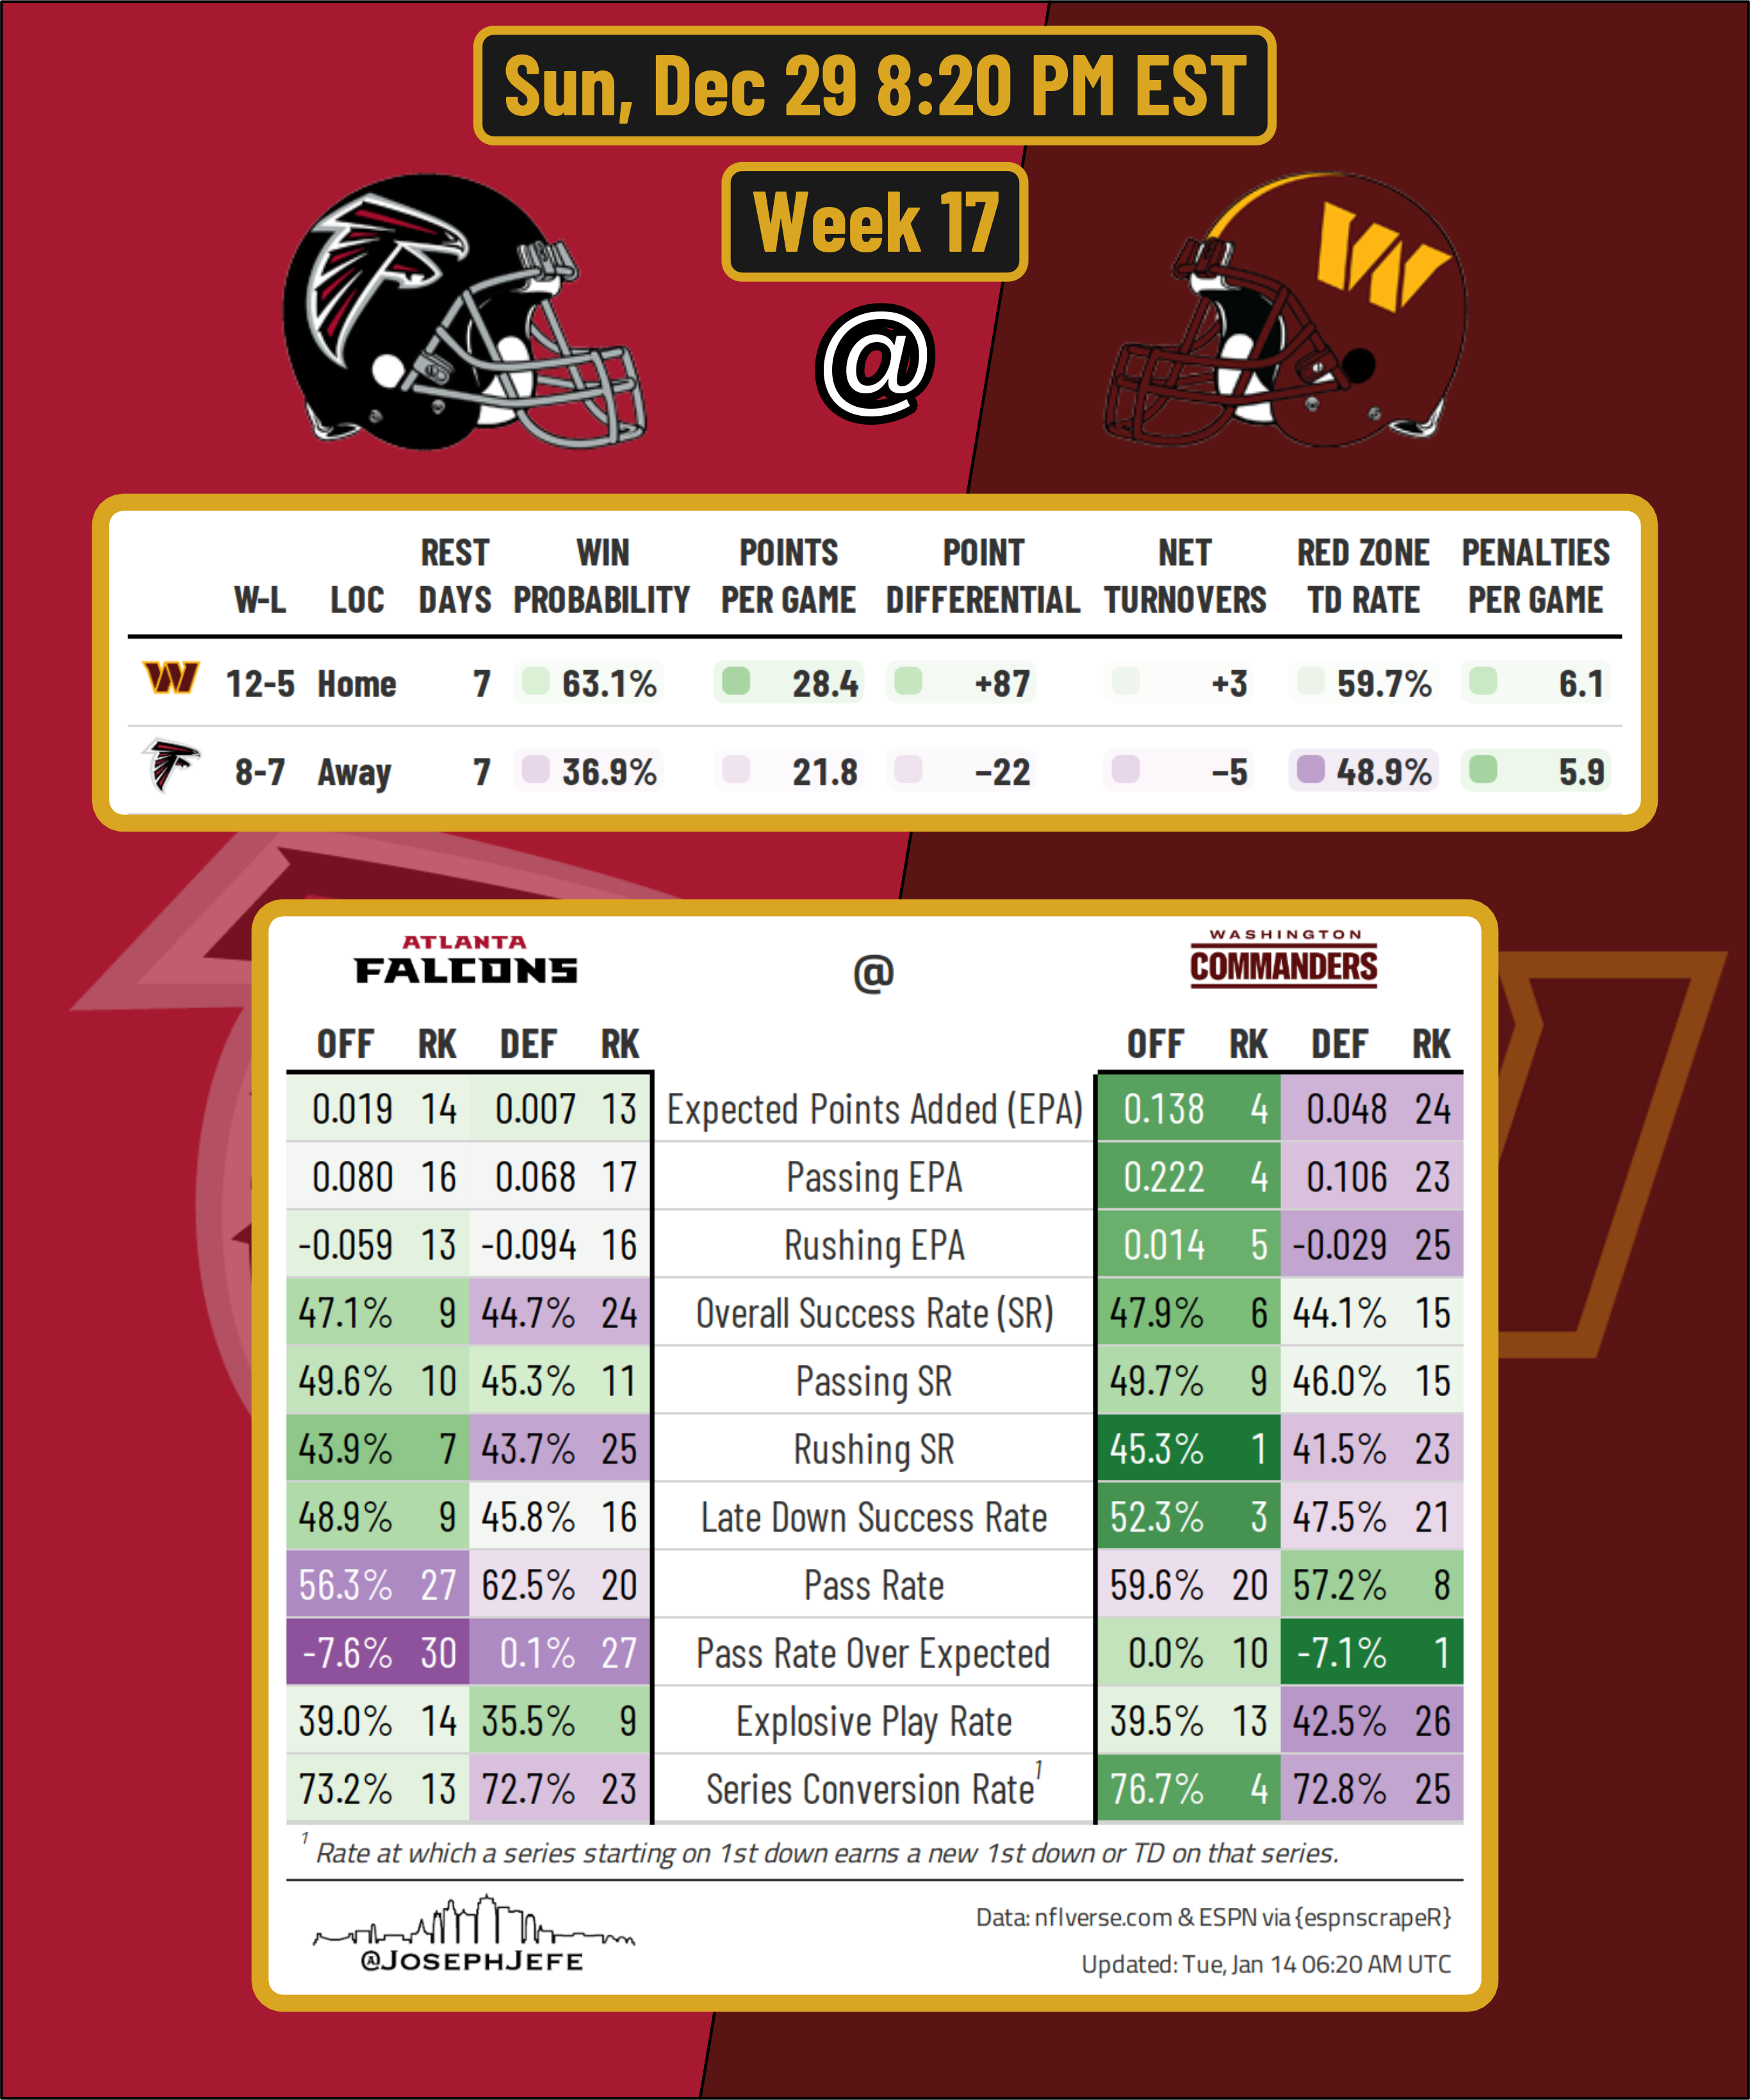 Sun, Dec 29 8:20 PM EST
Week 17
@
W-L LOC REST DAYS WIN PROBABILITY POINTS PER GAME POINT DIFFERENTIAL NET TURNOVERS RED ZONE TD RATE PENALTIES PER GAME
W 12-5 Home 7 63.1% 28.4 +87 +3 59.7% 6.1
8-7 Away 7 36.9% 21.8 −22 −5 48.9% 5.9
ATLANTA FALCONS @ WASHINGTON COMMANDERS
OFF RK DEF RK OFF RK DEF RK
0.019 14 0.007 13 Expected Points Added (EPA) 0.138 4 0.048 24
0.080 16 0.068 17 Passing EPA 0.222 4 0.106 23
-0.059 13 -0.094 16 Rushing EPA 0.014 5 -0.029 25
47.1% 9 44.7% 24 Overall Success Rate (SR) 47.9% 6 44.1% 15
49.6% 10 45.3% 11 Passing SR 49.7% 9 46.0% 15
43.9% 7 43.7% 25 Rushing SR 45.3% 1 41.5% 23
48.9% 9 45.8% 16 Late Down Success Rate 52.3% 3 47.5% 21
56.3% 27 62.5% 20 Pass Rate 59.6% 20 57.2% 8
-7.6% 30 0.1% 27 Pass Rate Over Expected 0.0% 10 -7.1% 1
39.0% 14 35.5% 9 Explosive Play Rate 39.5% 13 42.5% 26
73.2% 13 72.7% 23 Series Conversion Rate¹ 76.7% 4 72.8% 25
¹ Rate at which a series starting on 1st down earns a new 1st down or TD on that series.
@JOSEPHJEFE
Data: nflverse.com & ESPN via {espnscrapeR}
Updated: Tue, Jan 14 06:20 AM UTC